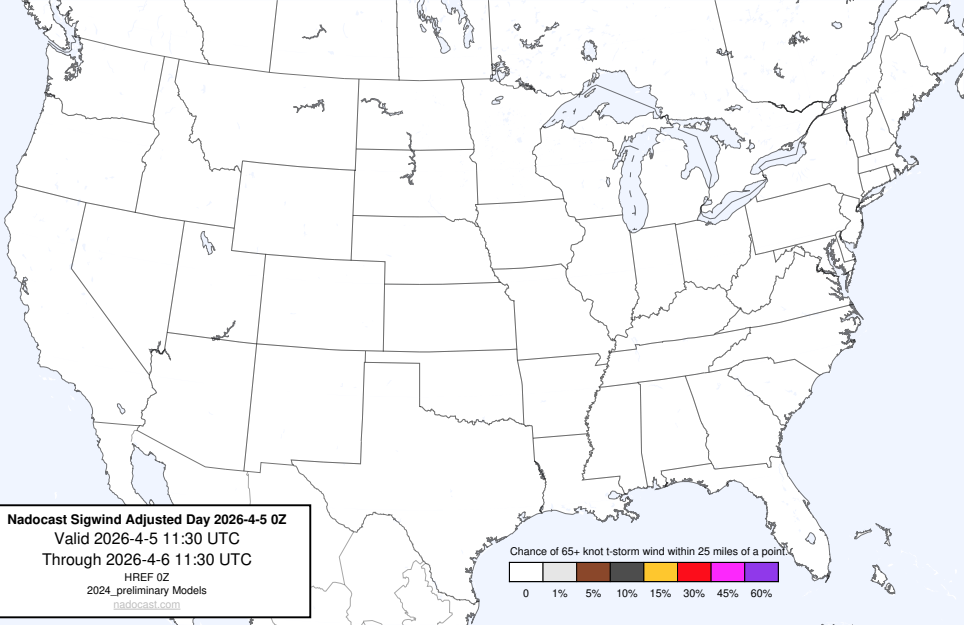 Nadocast Sigwind Adjusted Day 2026-4-5 0Z
Valid 2026-4-5 11:30 UTC
Through 2026-4-6 11:30 UTC
HREF 0Z
2024_preliminary Models
nadocast.com
Chance of 65+ knot t-storm wind within 25 miles of a point.
0 1% 5% 10% 15% 30% 45% 60%